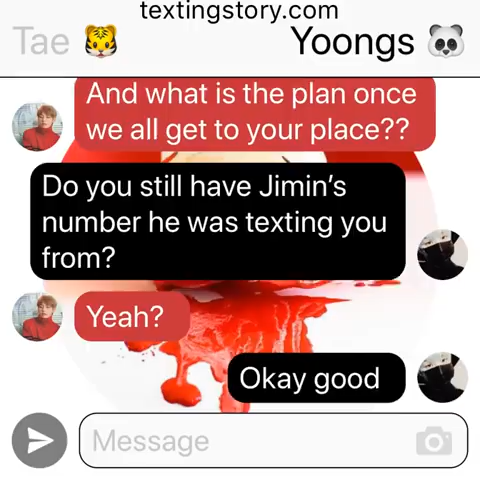 textingstory.com
Tae 🐯 Yoongs 🐼
And what is the plan once
we all get to your place??
Do you still have Jimin's
number he was texting you
from?
Yeah?
Okay good
Message